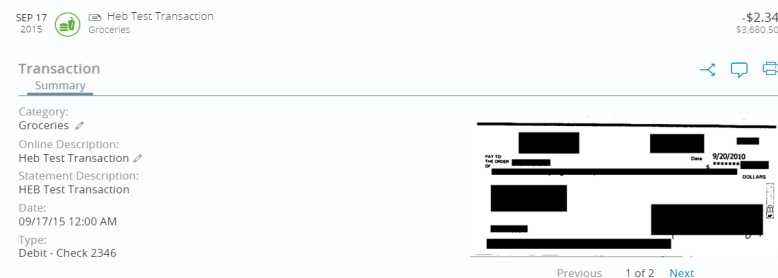 SEP 17
2015
Heb Test Transaction
Groceries
-$2.34
$3,680.50
Transaction
Summary
Category:
Groceries
Online Description:
Heb Test Transaction
Statement Description:
HEB Test Transaction
Date:
09/17/15 12:00 AM
Type:
Debit - Check 2346
PAY TO
THE ORDER
OF
Date 9/20/2010
$ *******
DOLLARS
Previous 1 of 2 Next